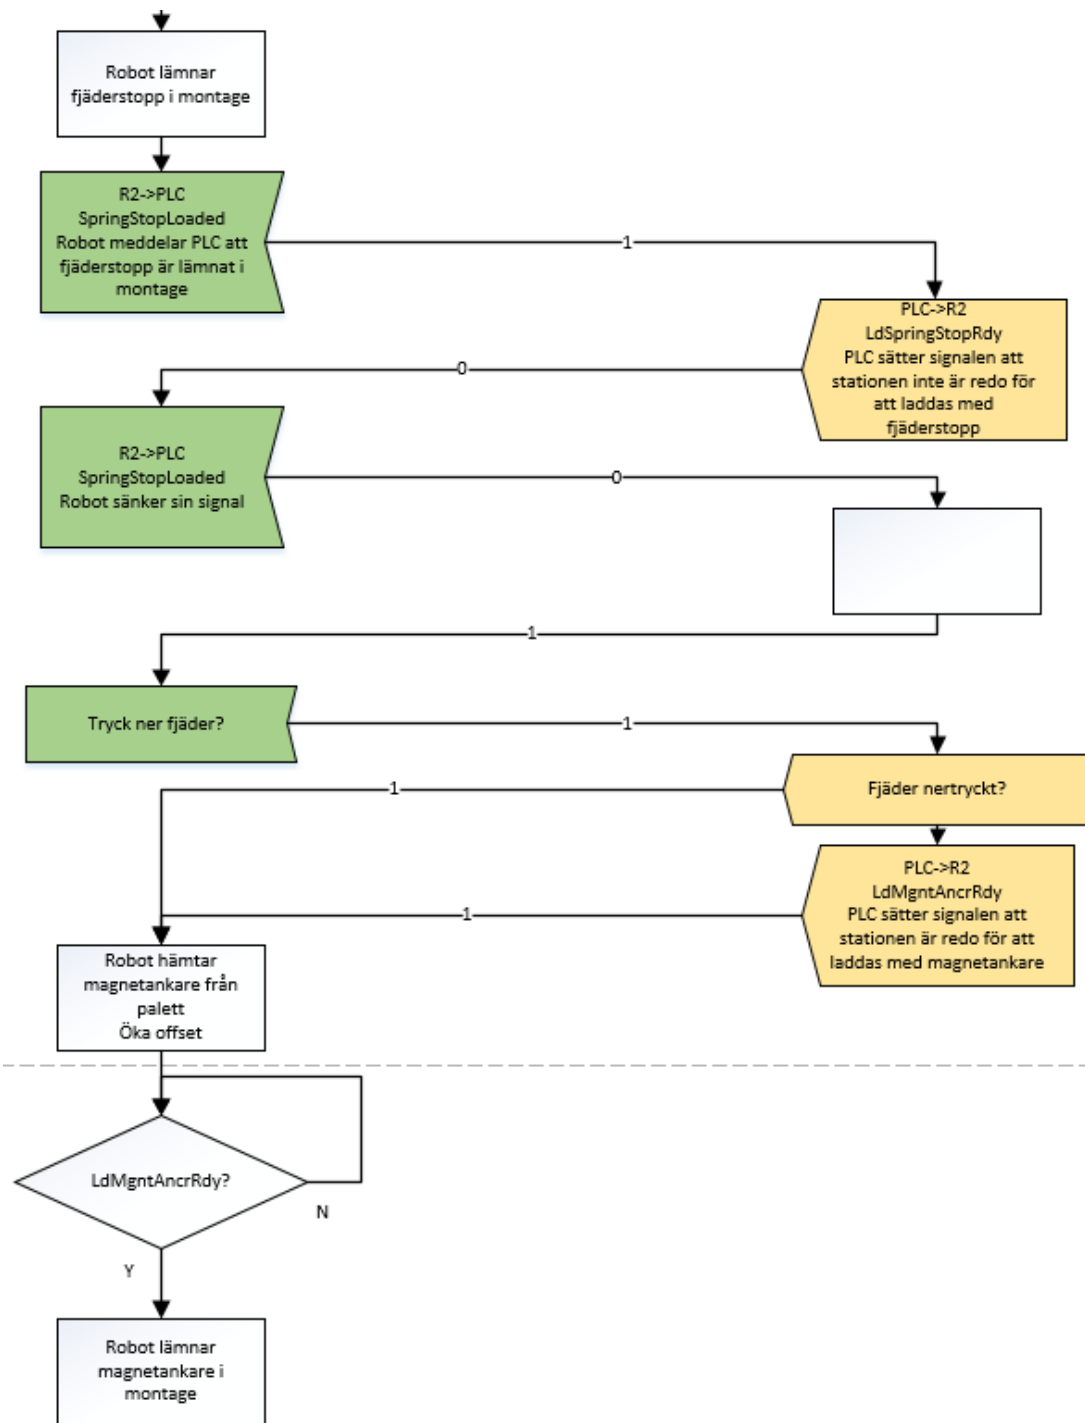 Robot lämnar
fjäderstopp i montage
R2->PLC
SpringStopLoaded
Robot meddelar PLC att
fjäderstopp är lämnat i
montage
1
PLC->R2
LdSpringStopRdy
PLC sätter signalen att
stationen inte är redo för
att laddas med
fjäderstopp
0
R2->PLC
SpringStopLoaded
Robot sänker sin signal
0
1
Tryck ner fjäder?
1
Fjäder nertryckt?
1
PLC->R2
LdMgntAncrRdy
PLC sätter signalen att
stationen är redo för att
laddas med magnetankare
1
Robot hämtar
magnetankare från
palett
Öka offset
LdMgntAncrRdy?
N
Y
Robot lämnar
magnetankare i
montage